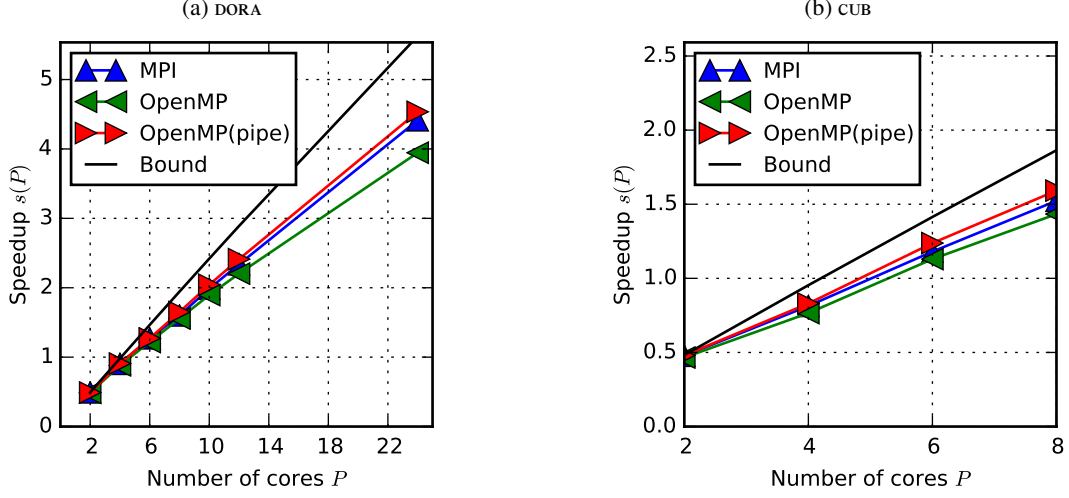 (a) DORA
5
4
3
2
1
0
Speedup s(P)
MPI
OpenMP
OpenMP(pipe)
Bound
2 6 10 14 18 22
Number of cores P
(b) CUB
2.5
2.0
1.5
1.0
0.5
0.0
Speedup s(P)
MPI
OpenMP
OpenMP(pipe)
Bound
2 4 6 8
Number of cores P